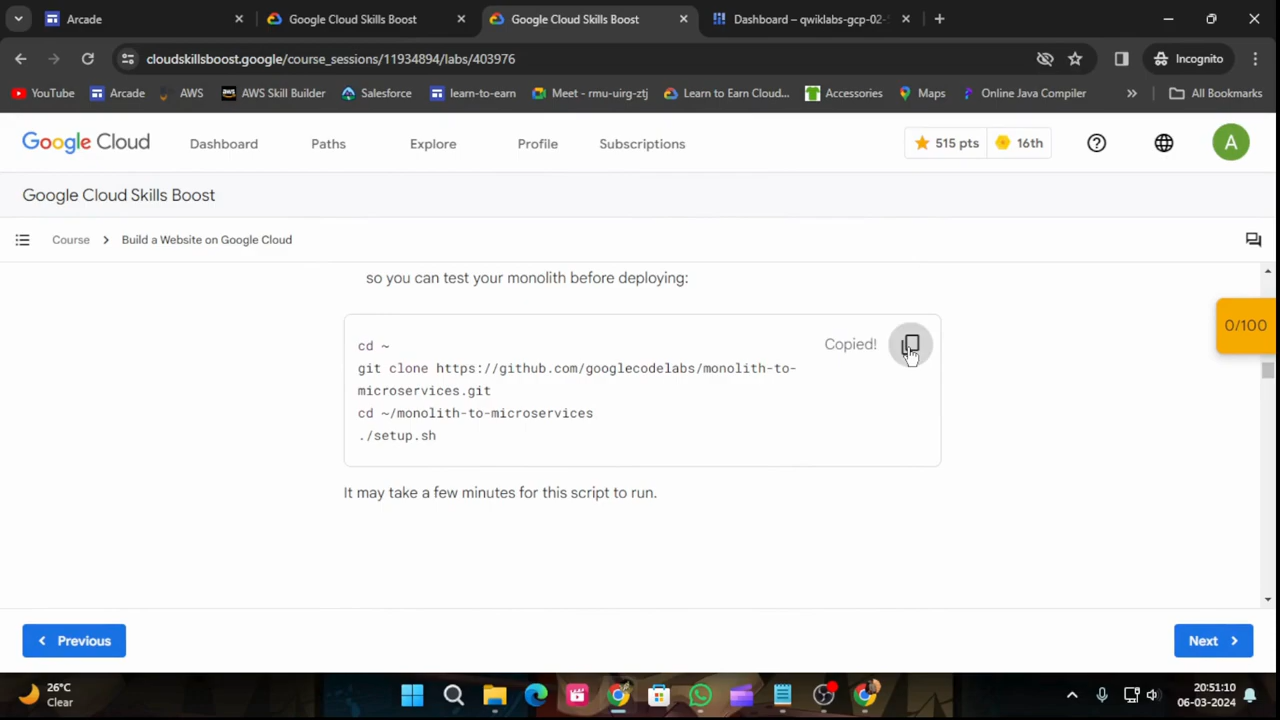 Arcade
Google Cloud Skills Boost
Google Cloud Skills Boost
Dashboard – qwiklabs-gcp-02-
cloudskillsboost.google/course_sessions/11934894/labs/403976
Incognito
YouTube
Arcade
AWS
AWS Skill Builder
Salesforce
learn-to-earn
Meet - rmu-uirg-ztj
Learn to Earn Cloud...
Accessories
Maps
Online Java Compiler
All Bookmarks
Google Cloud
Dashboard
Paths
Explore
Profile
Subscriptions
515 pts
16th
A
Google Cloud Skills Boost
Course
Build a Website on Google Cloud
so you can test your monolith before deploying:
0/100
cd ~
Copied!
git clone https://github.com/googlecodelabs/monolith-to-
microservices.git
cd ~/monolith-to-microservices
./setup.sh
It may take a few minutes for this script to run.
Previous
Next
26°C
Clear
20:51:10
06-03-2024